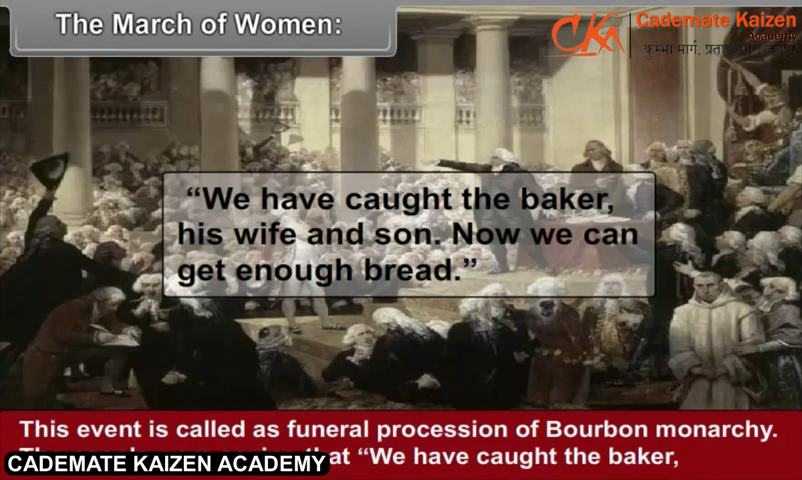 The March of Women:
Cademate Kaizen
Academy
CKA
कुम्भा मार्ग,
“We have caught the baker,
his wife and son. Now we can
get enough bread.”
This event is called as funeral procession of Bourbon monarchy.
that “We have caught the baker,
CADEMATE KAIZEN ACADEMY